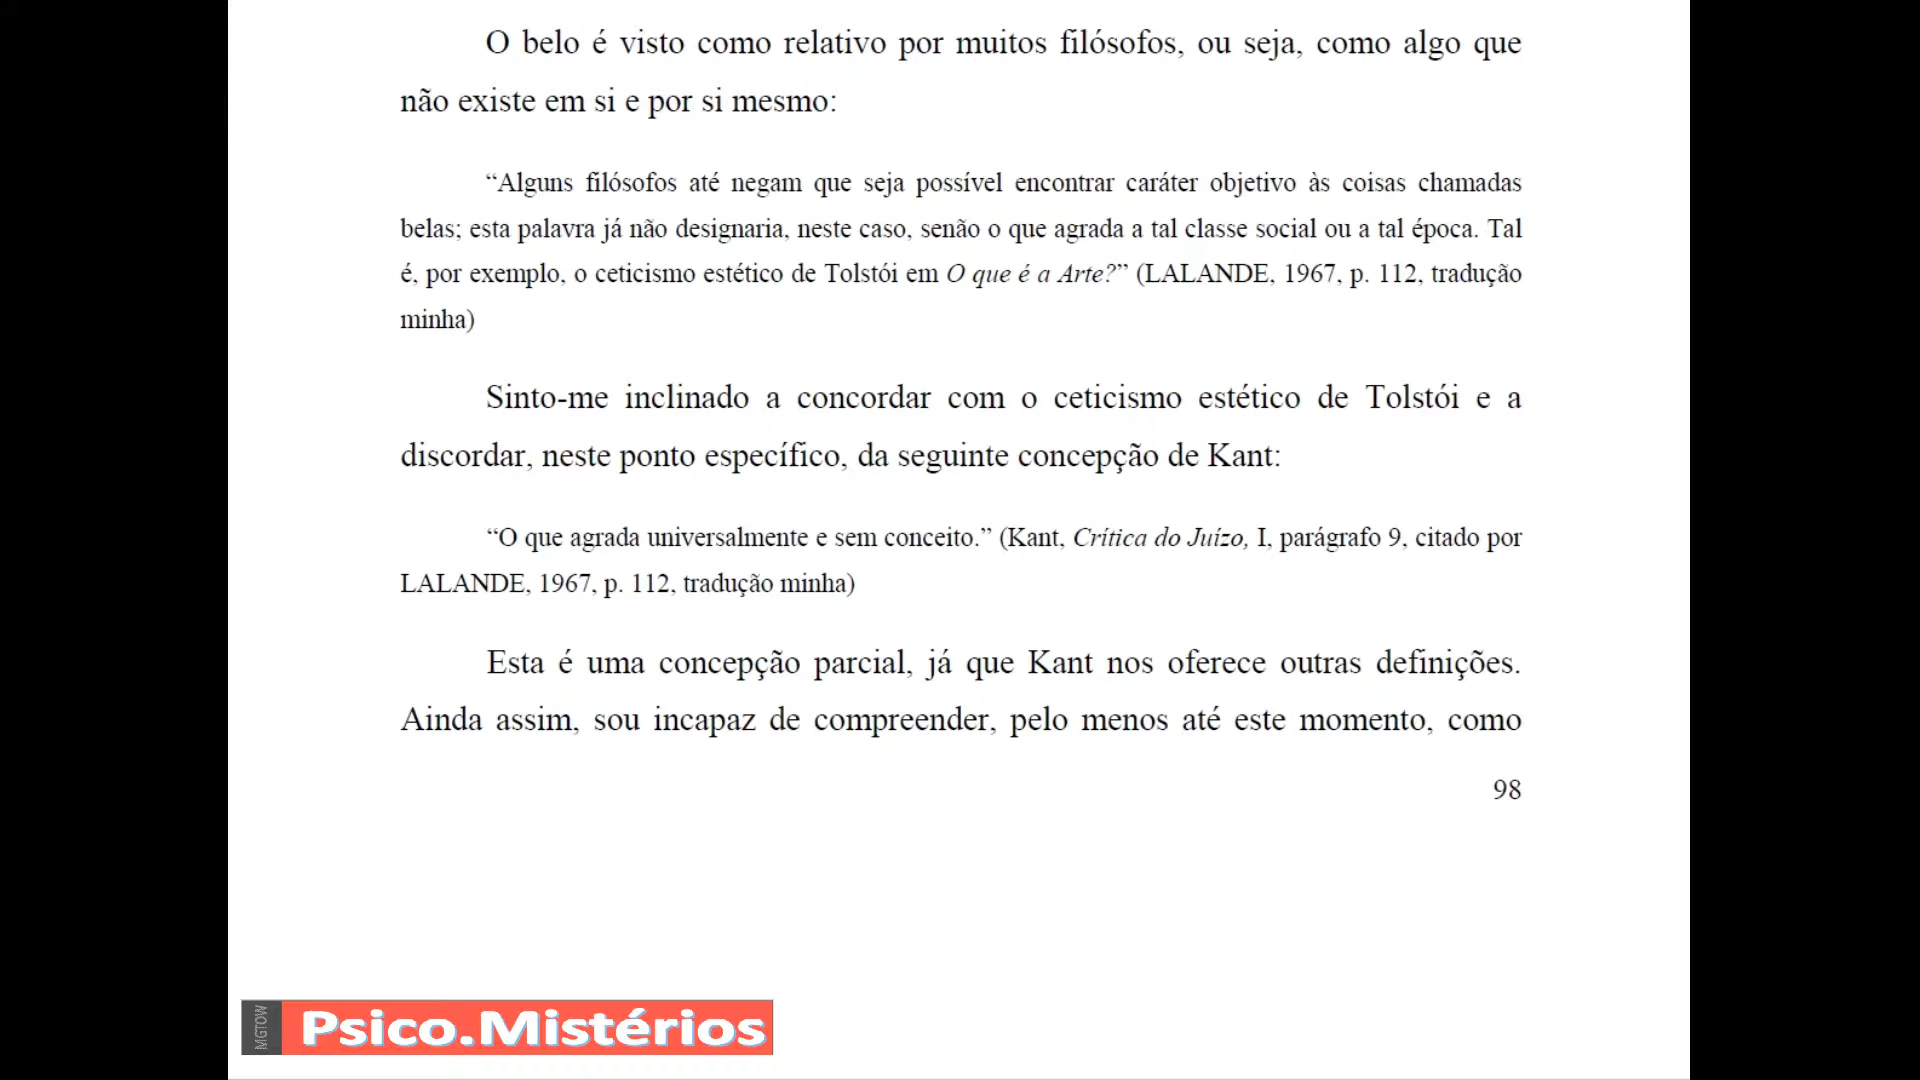 O belo é visto como relativo por muitos filósofos, ou seja, como algo que
não existe em si e por si mesmo:
“Alguns filósofos até negam que seja possível encontrar caráter objetivo às coisas chamadas
belas; esta palavra já não designaria, neste caso, senão o que agrada a tal classe social ou a tal época. Tal
é, por exemplo, o ceticismo estético de Tolstói em O que é a Arte?” (LALANDE, 1967, p. 112, tradução
minha)
Sinto-me inclinado a concordar com o ceticismo estético de Tolstói e a
discordar, neste ponto específico, da seguinte concepção de Kant:
“O que agrada universalmente e sem conceito.” (Kant, Crítica do Juízo, I, parágrafo 9, citado por
LALANDE, 1967, p. 112, tradução minha)
Esta é uma concepção parcial, já que Kant nos oferece outras definições.
Ainda assim, sou incapaz de compreender, pelo menos até este momento, como
98
MGTOW
Psico.Mistérios